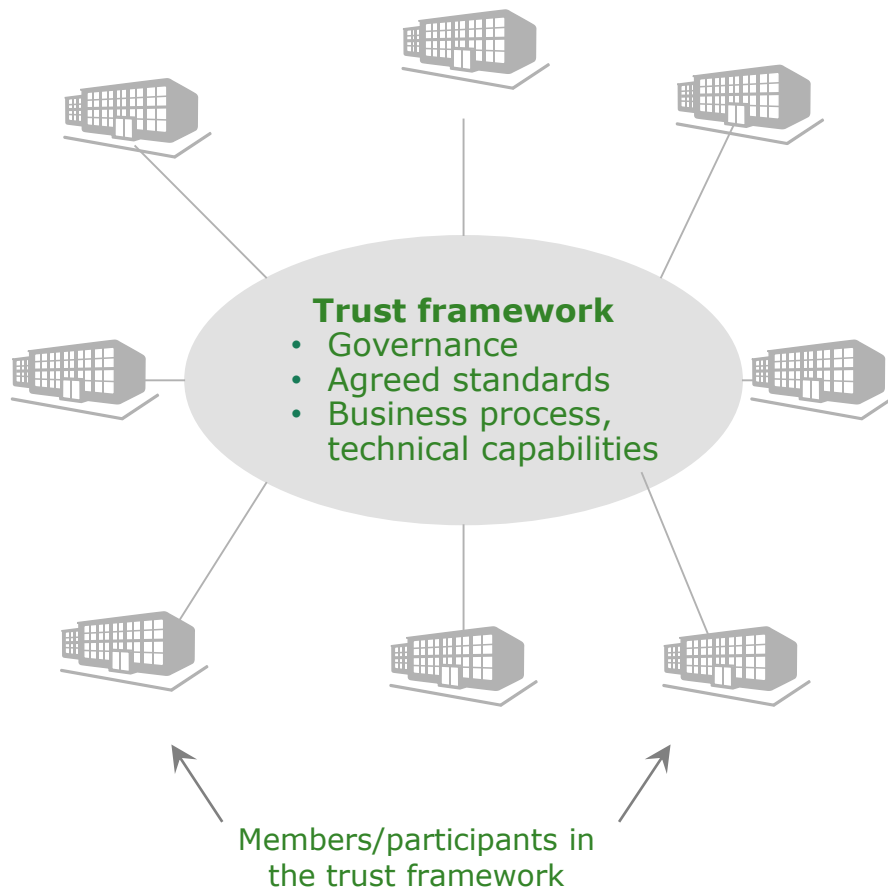 Trust framework
• Governance
• Agreed standards
• Business process,
technical capabilities
Members/participants in
the trust framework